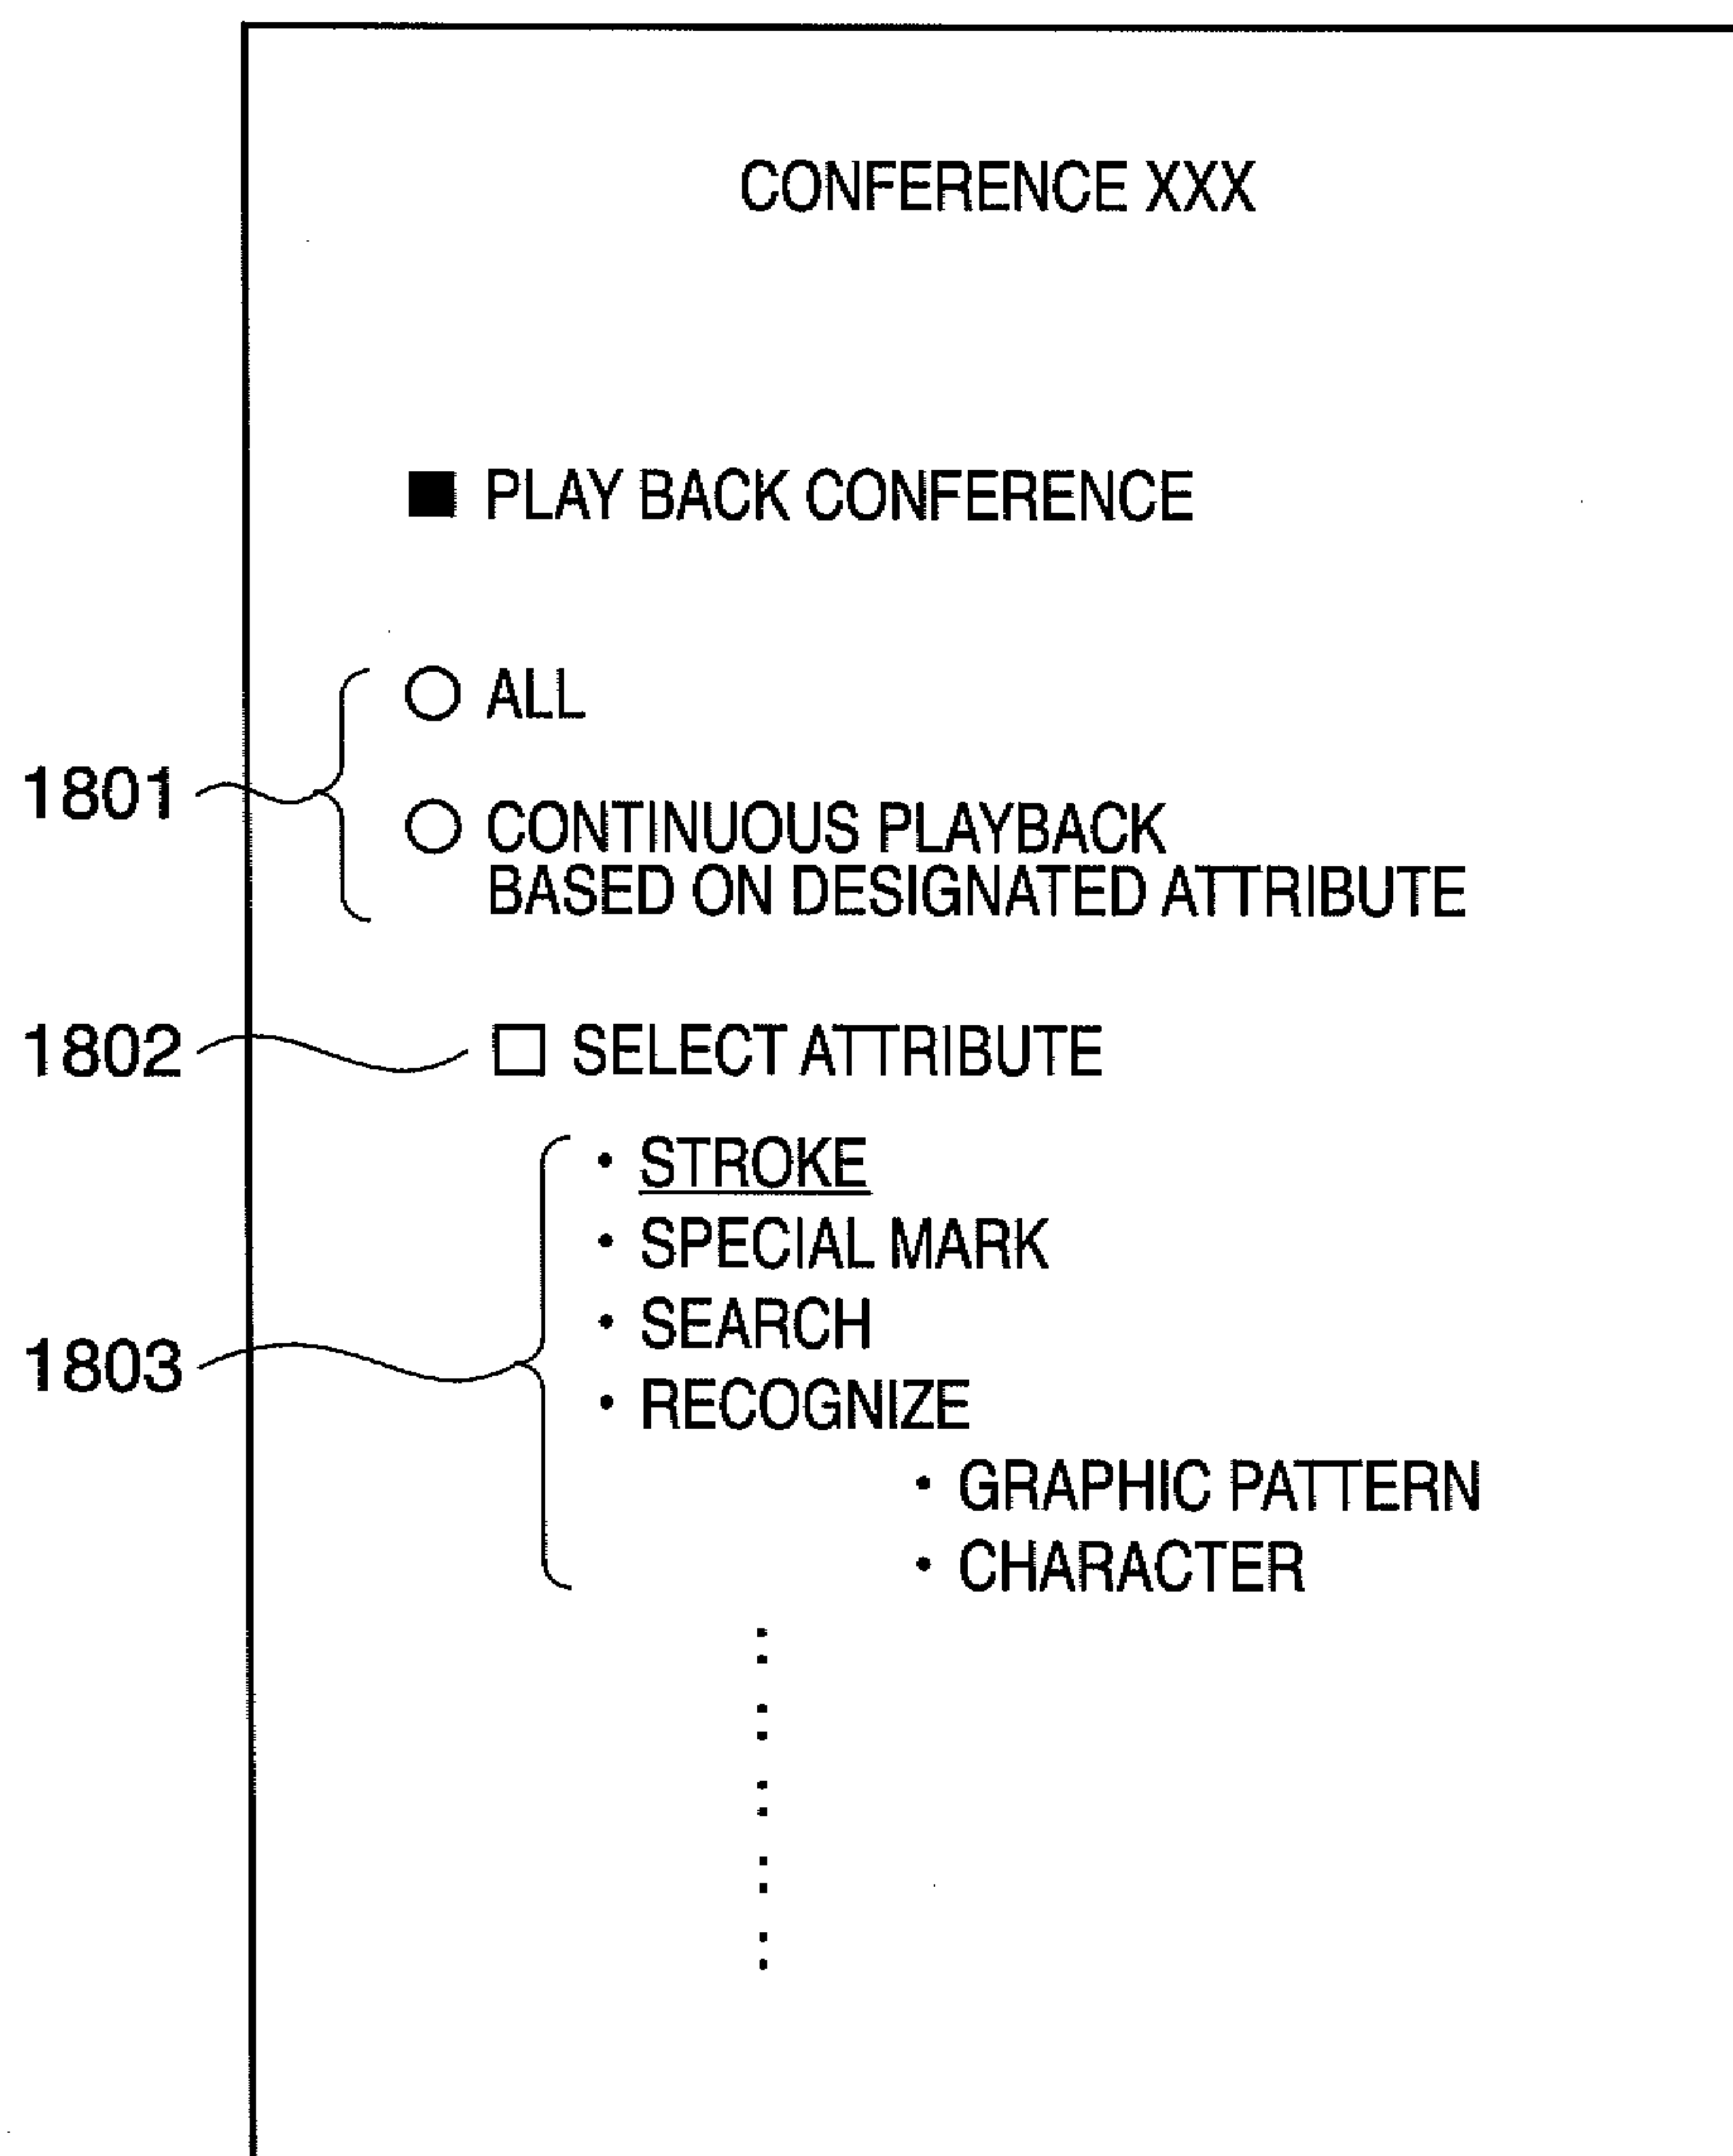 CONFERENCE XXX
■ PLAY BACK CONFERENCE
○ ALL
1801
○ CONTINUOUS PLAYBACK
BASED ON DESIGNATED ATTRIBUTE
1802 □ SELECT ATTRIBUTE
• STROKE
• SPECIAL MARK
• SEARCH
1803
• RECOGNIZE
• GRAPHIC PATTERN
• CHARACTER